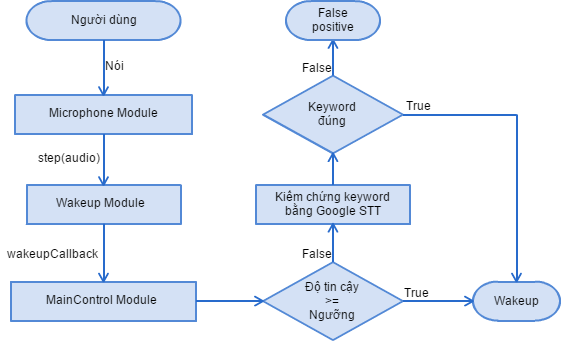 Người dùng
Nói
Microphone Module
step(audio)
Wakeup Module
wakeupCallback
MainControl Module
Độ tin cậy
>=
Ngưỡng
True
Wakeup
False
Kiểm chứng keyword
bằng Google STT
Keyword
đúng
True
False
False
positive